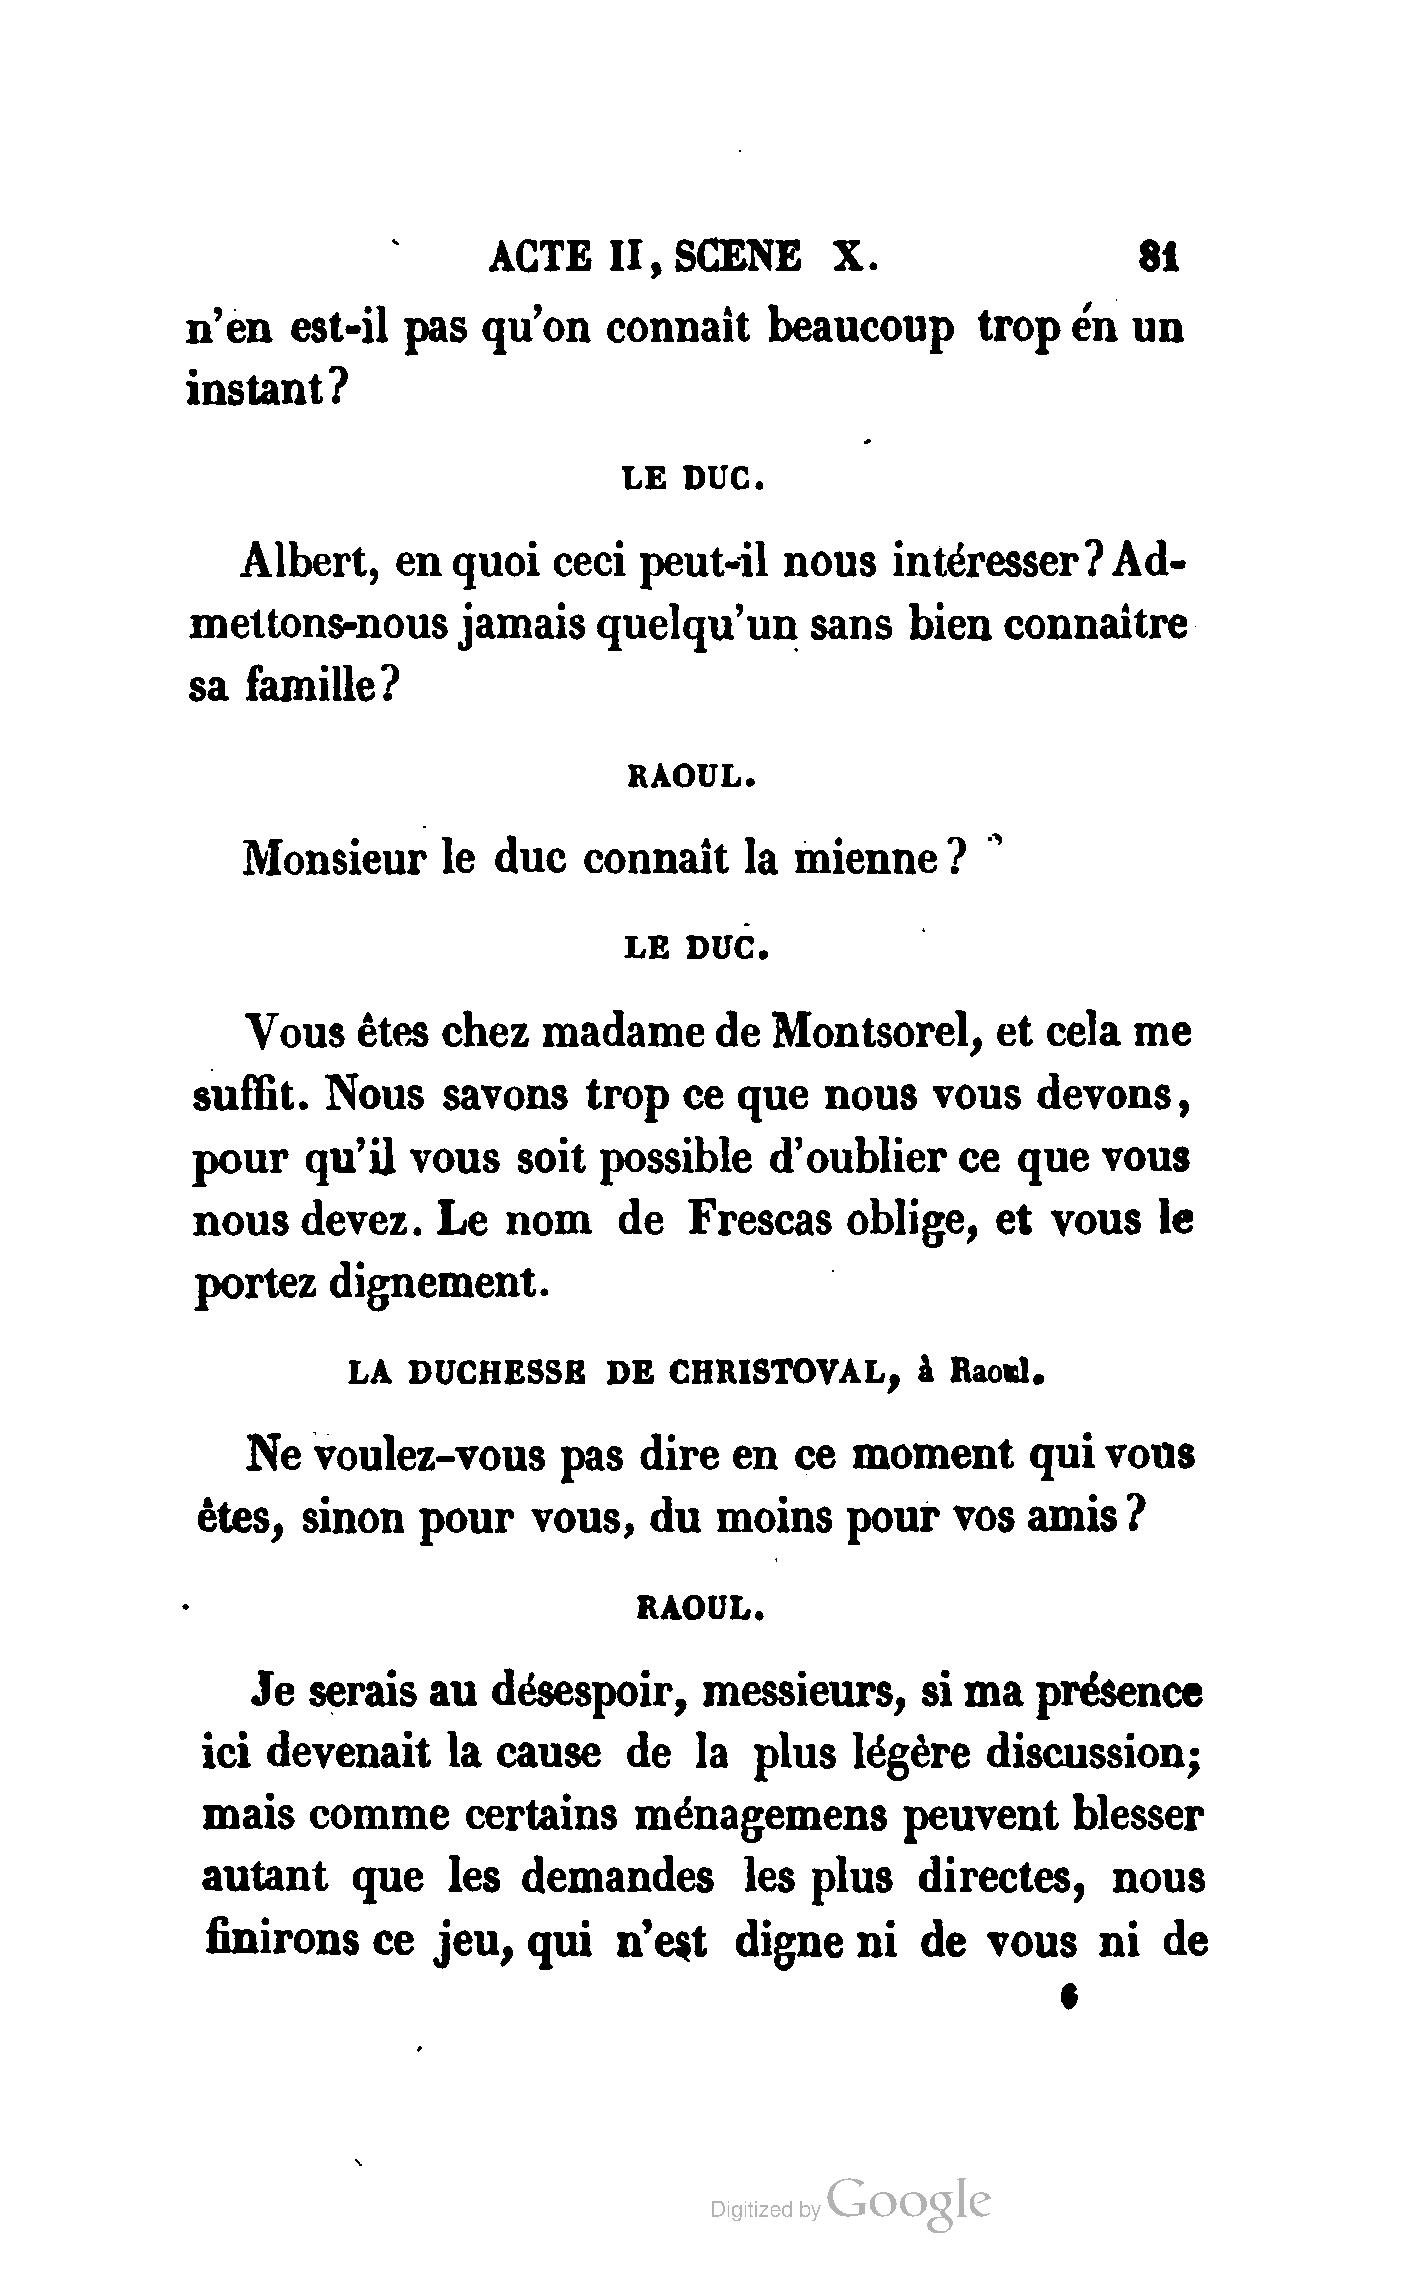 ACTE II, SCENE X. 81
n'en est-il pas qu'on connaît beaucoup trop en un
instant?
LE DUC.
Albert, en quoi ceci peut-il nous intéresser? Ad-
mettons-nous jamais quelqu'un sans bien connaître
sa famille?
RAOUL.
Monsieur le duc connaît la mienne?
LE DUC.
Vous êtes chez madame de Montsorel, et cela me
suffit. Nous savons trop ce que nous vous devons,
pour qu'il vous soit possible d'oublier ce que vous
nous devez. Le nom de Frescas oblige, et vous le
portez dignement.
LA DUCHESSE DE CHRISTOVAL, à Raoul.
Ne voulez-vous pas dire en ce moment qui vous
êtes, sinon pour vous, du moins pour vos amis?
RAOUL.
Je serais au désespoir, messieurs, si ma présence
ici devenait la cause de la plus légère discussion;
mais comme certains ménagemens peuvent blesser
autant que les demandes les plus directes, nous
finirons ce jeu, qui n'est digne ni de vous ni de
6
Digitized by Google